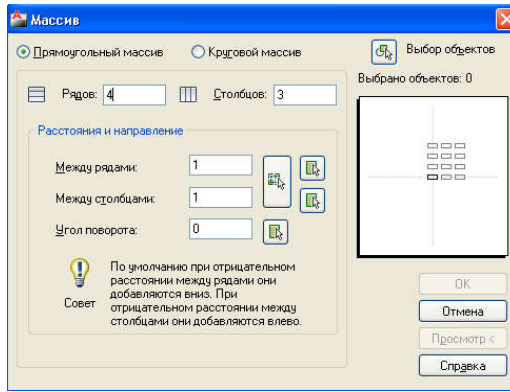 Массив
Прямоугольный массив
Круговой массив
Выбор объектов
Выбрано объектов: 0
Рядов: 4
Столбцов: 3
Расстояния и направление
Между рядами: 1
Между столбцами: 1
Угол поворота: 0
Совет
По умолчанию при отрицательном
расстоянии между рядами они
добавляются вниз. При
отрицательном расстоянии между
столбцами они добавляются влево.
OK
Отмена
Просмотр <
Справка